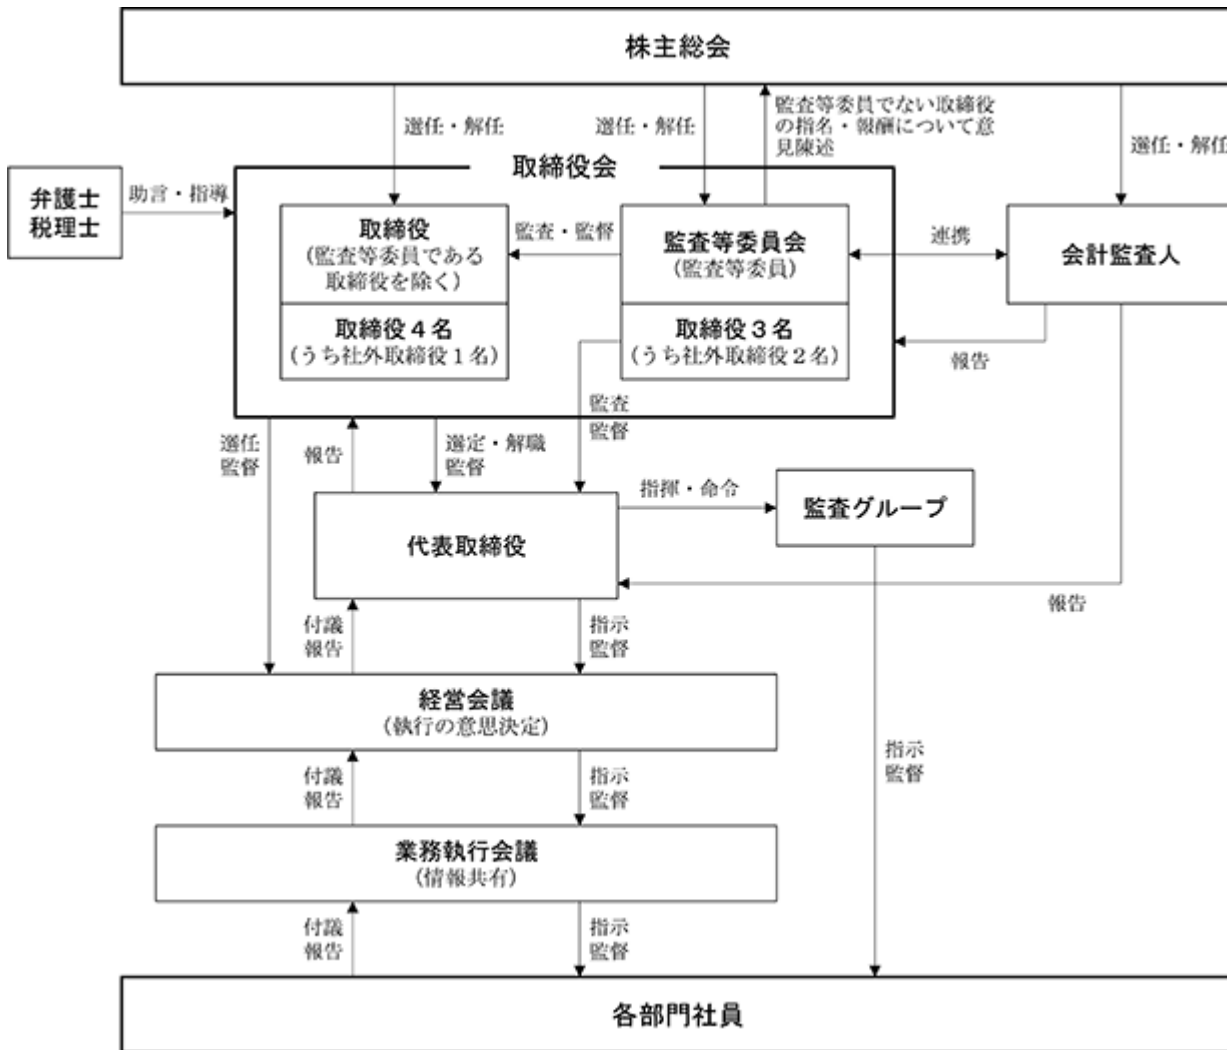 株主総会
選任・解任
選任・解任
監査等委員でない取締役
の指名・報酬について意
見陳述
選任・解任
取締役会
弁護士
税理士
助言・指導
取締役
(監査等委員である
取締役を除く)
取締役4名
(うち社外取締役1名)
監査・監督
監査等委員会
(監査等委員)
取締役3名
(うち社外取締役2名)
連携
会計監査人
報告
監査
監督
選任
監督
報告
選定・解職
監督
代表取締役
指揮・命令
監査グループ
報告
付議
報告
指示
監督
経営会議
(執行の意思決定)
付議
報告
指示
監督
指示
監督
業務執行会議
(情報共有)
付議
報告
指示
監督
各部門社員